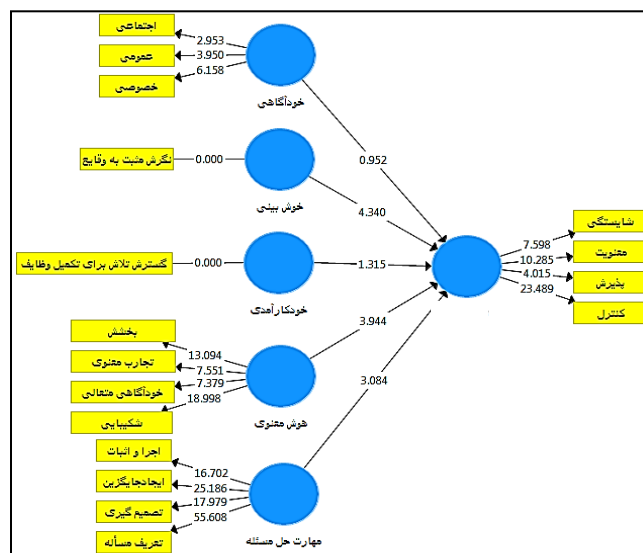 اجتماعی
2.953
عمومی
3.950
خصوصی
6.158
خودآگاهی
0.952
نگرش مثبت به وقایع
0.000
خوش بینی
4.340
گسترش تلاش برای تکمیل وظایف
0.000
خودکارآمدی
1.315
شایستگی
7.598
معنویت
10.285
پذیرش
4.015
کنترل
23.489
بخشش
13.094
تجارب معنوی
7.551
خودآگاهی متعالی
7.379
شکیبایی
18.998
هوش معنوی
3.944
اجرا و اثبات
16.702
ایجادجایگزین
25.186
تصمیم گیری
17.979
تعریف مسأله
55.608
مهارت حل مسئله
3.084